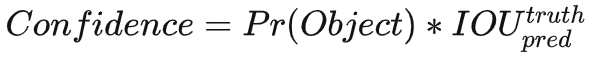 Confidence = Pr(Object) * IOU^{truth}_{pred}